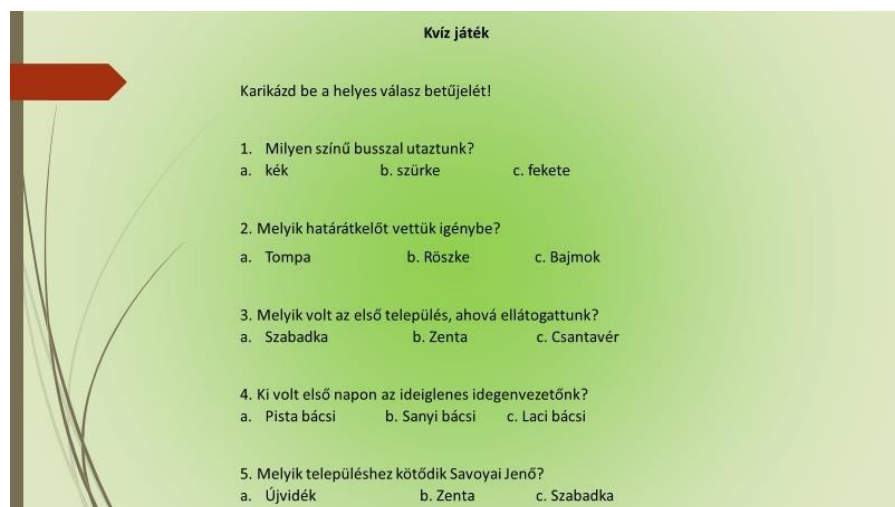 Kvíz játék
Karikázd be a helyes válasz betűjelét!
1. Milyen színű busszal utaztunk?
a. kék b. szürke c. fekete
2. Melyik határátkelőt vettük igénybe?
a. Tompa b. Röszke c. Bajmok
3. Melyik volt az első település, ahová ellátogattunk?
a. Szabadka b. Zenta c. Csantavér
4. Ki volt első napon az ideiglenes idegenvezetőnk?
a. Pista bácsi b. Sanyi bácsi c. Laci bácsi
5. Melyik településhez kötődik Savoyai Jenő?
a. Újvidék b. Zenta c. Szabadka